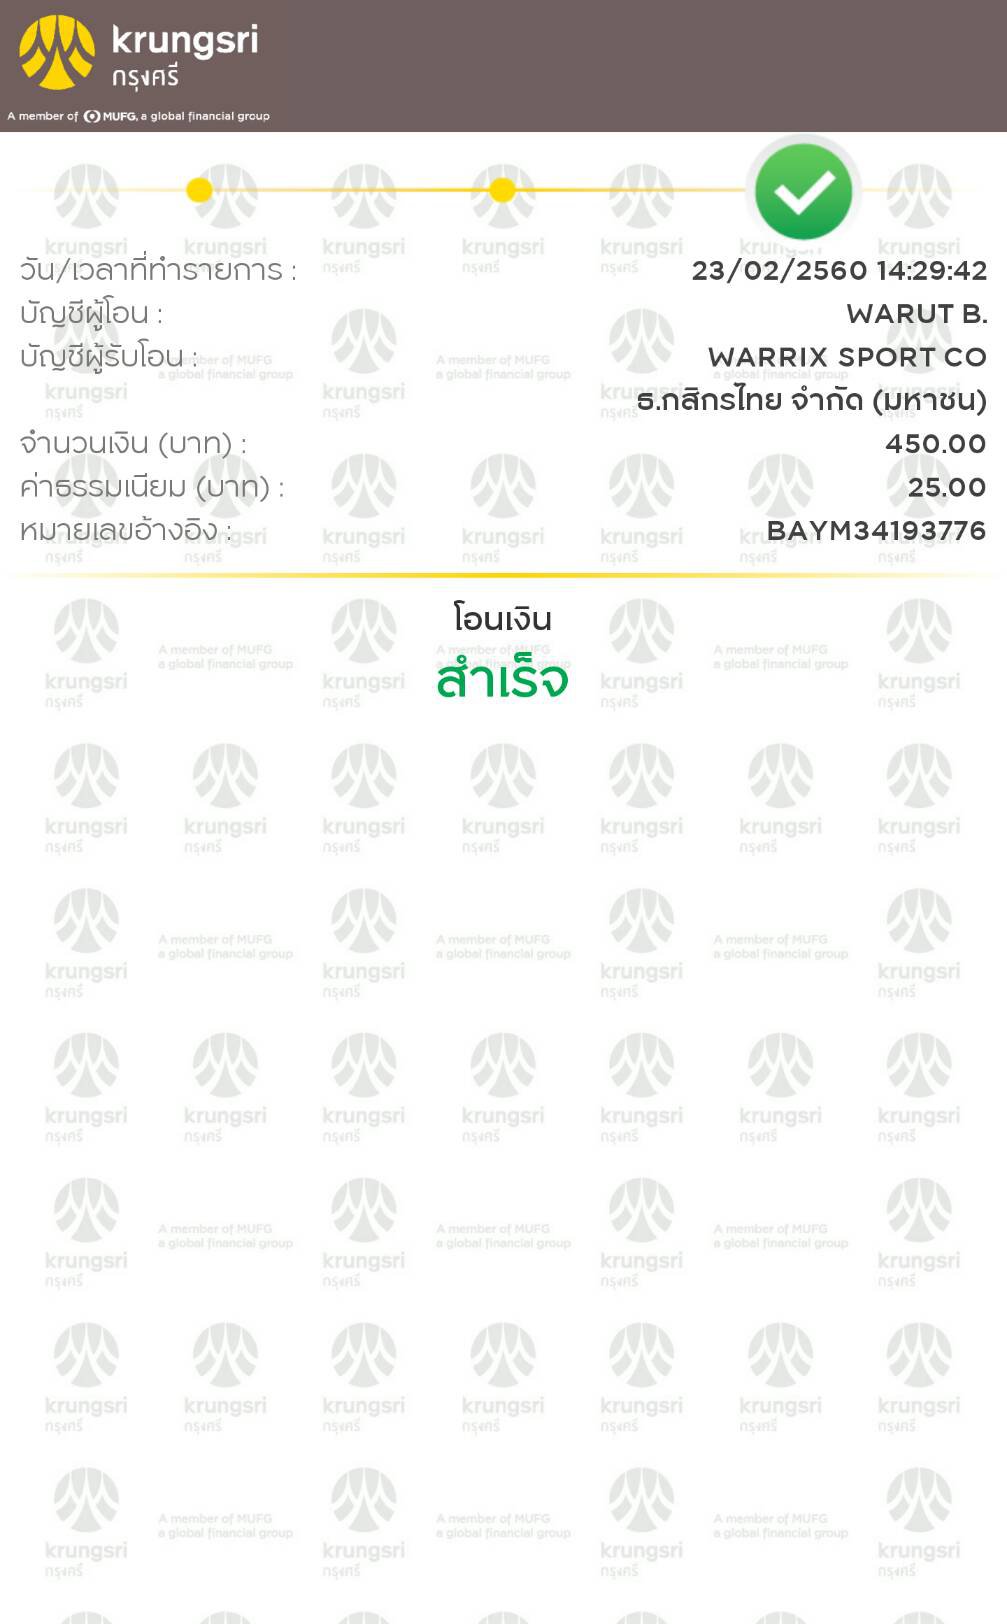 krungsri
กรุงศรี
A member of MUFG, a global financial group
วัน/เวลาที่ทำรายการ : 23/02/2560 14:29:42
บัญชีผู้โอน : WARUT B.
บัญชีผู้รับโอน : WARRIX SPORT CO
ธ.กสิกรไทย จำกัด (มหาชน)
จำนวนเงิน (บาท) : 450.00
ค่าธรรมเนียม (บาท) : 25.00
หมายเลขอ้างอิง : BAYM34193776
โอนเงิน
สำเร็จ